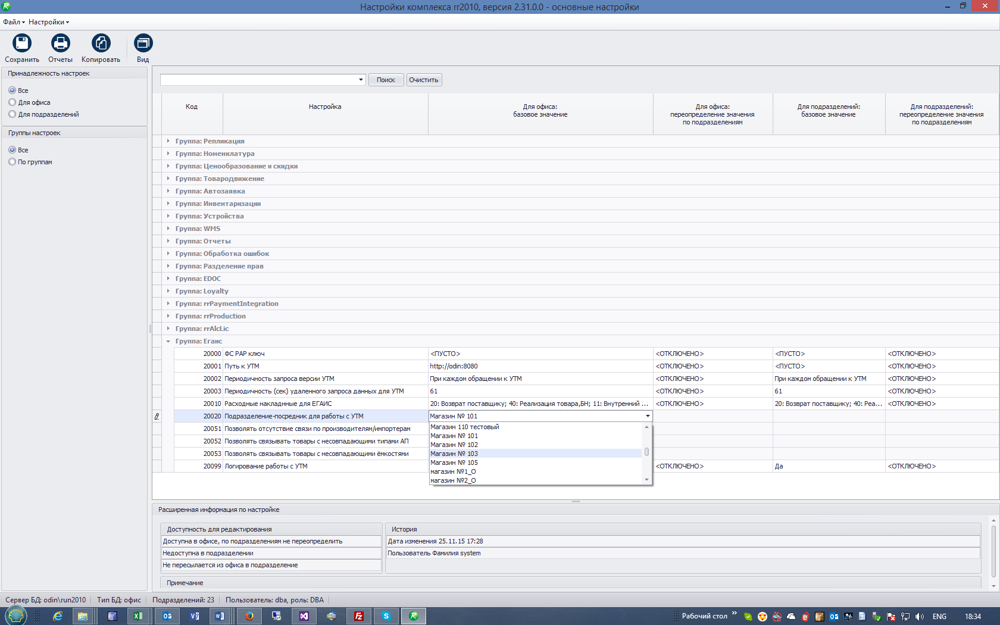 Настройки комплекса rr2010, версия 2.31.0.0 - основные настройки
Файл Настройки
Сохранить Отчеты Копировать Вид
Принадлежность настроек
Все
Для офиса
Для подразделений
Группы настроек
Все
По группам
Поиск Очистить
Код Настройка Для офиса: базовое значение Для офиса: переопределение значения по подразделениям Для подразделений: базовое значение Для подразделений: переопределение значения по подразделениям
Группа: Репликация
Группа: Номенклатура
Группа: Ценообразование и скидки
Группа: Товародвижение
Группа: Автозаявка
Группа: Инвентаризации
Группа: Устройства
Группа: WMS
Группа: Отчеты
Группа: Обработка ошибок
Группа: Разделение прав
Группа: EDOC
Группа: Loyalty
Группа: rrPaymentIntegration
Группа: rrProduction
Группа: rrAlcLic
Группа: Егаис
20000 ФС РАР ключ <ПУСТО> <ОТКЛЮЧЕНО> <ПУСТО> <ОТКЛЮЧЕНО>
20001 Путь к УТМ http://odin:8080 <ОТКЛЮЧЕНО> <ПУСТО> <ОТКЛЮЧЕНО>
20002 Периодичность запроса версии УТМ При каждом обращении к УТМ <ОТКЛЮЧЕНО> При каждом обращении к УТМ <ОТКЛЮЧЕНО>
20003 Периодичность (сек) удаленного запроса данных для УТМ 61 <ОТКЛЮЧЕНО> 61 <ОТКЛЮЧЕНО>
20010 Расходные накладнные для ЕГАИС 20: Возврат поставщику; 40: Реализация товара,БН; 11: Внутренний ... <ОТКЛЮЧЕНО> 20: Возврат поставщику; 40: Реа... <ОТКЛЮЧЕНО>
20020 Подразделение-посредник для работы с УТМ Магазин № 101
20051 Позволять отсутствие связи по производителям/импортерам
20052 Позволять связывать товары с несовпадающими типами АП
20053 Позволять связывать товары с несовпадающими ёмкостями
20099 Логирование работы с УТМ <ОТКЛЮЧЕНО> Да <ОТКЛЮЧЕНО>
Магазин 110 тестовый
Магазин № 101
Магазин № 102
Магазин № 103
Магазин № 105
магазин №1_О
магазин №2_О
Расширенная информация по настройке
Доступность для редактирования
Доступна в офисе, по подразделениям не переопределить
Недоступна в подразделении
Не пересылается из офиса в подразделение
История
Дата изменения 25.11.15 17:28
Пользователь Фамилия system
Примечание
Сервер БД: odin\run2010 Тип БД: офис Подразделений: 23 Пользователь: dba, роль: DBA
Рабочий стол ENG 18:34